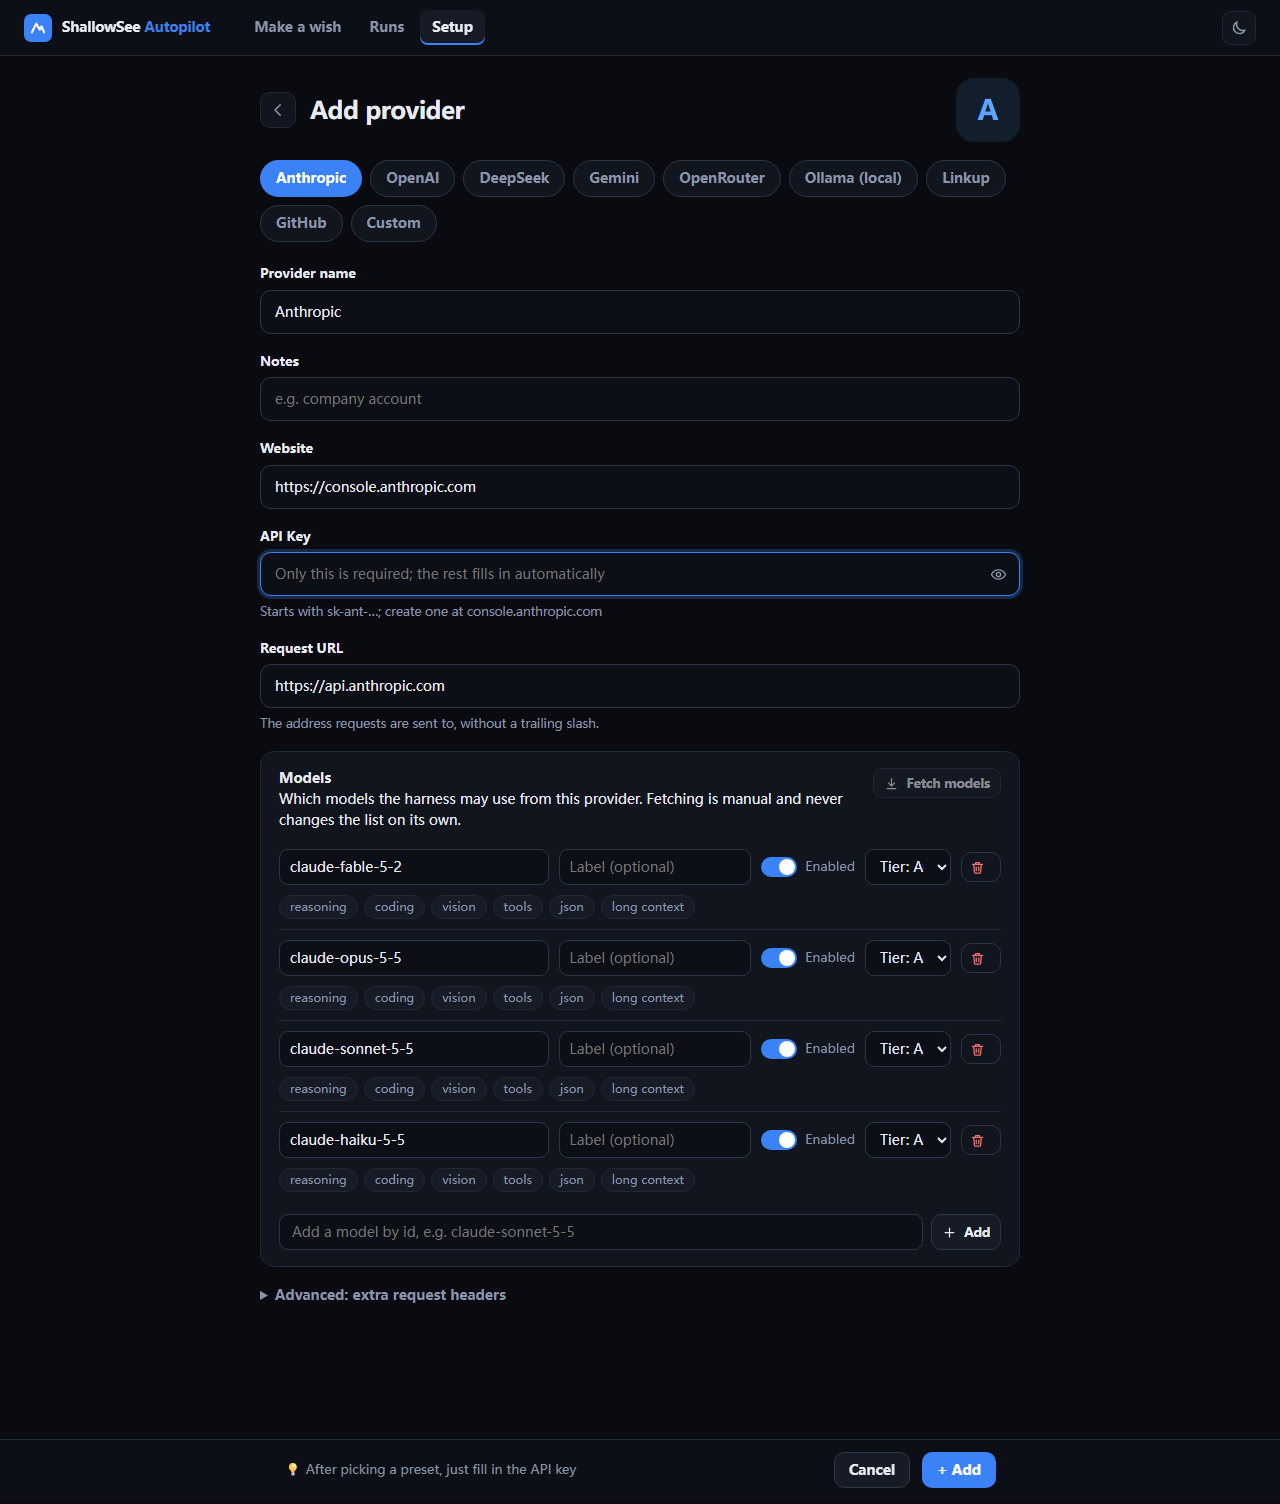 ShallowSee Autopilot
Make a wish
Runs
Setup
Add provider
A
Anthropic
OpenAI
DeepSeek
Gemini
OpenRouter
Ollama (local)
Linkup
GitHub
Custom
Provider name
Anthropic
Notes
e.g. company account
Website
https://console.anthropic.com
API Key
Only this is required; the rest fills in automatically
Starts with sk-ant-…; create one at console.anthropic.com
Request URL
https://api.anthropic.com
The address requests are sent to, without a trailing slash.
Models
Fetch models
Which models the harness may use from this provider. Fetching is manual and never
changes the list on its own.
claude-fable-5-2
Label (optional)
Enabled
Tier: A
reasoning
coding
vision
tools
json
long context
claude-opus-5-5
Label (optional)
Enabled
Tier: A
reasoning
coding
vision
tools
json
long context
claude-sonnet-5-5
Label (optional)
Enabled
Tier: A
reasoning
coding
vision
tools
json
long context
claude-haiku-5-5
Label (optional)
Enabled
Tier: A
reasoning
coding
vision
tools
json
long context
Add a model by id, e.g. claude-sonnet-5-5
+ Add
Advanced: extra request headers
After picking a preset, just fill in the API key
Cancel
+ Add